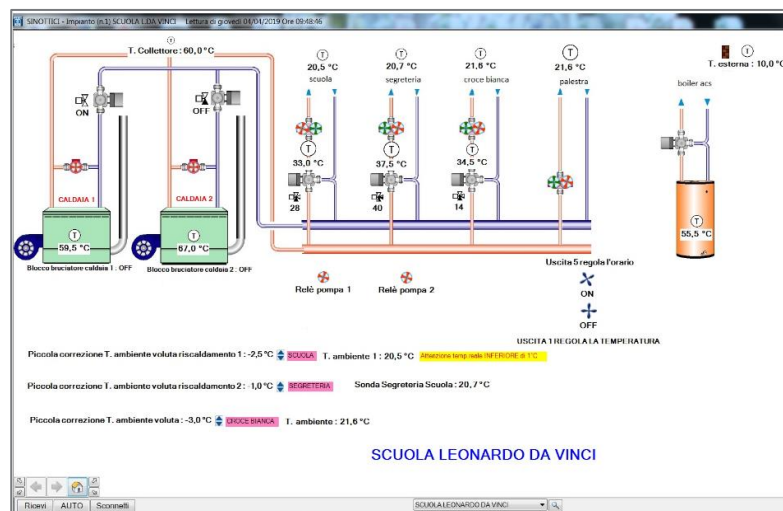 SINOTTICI - Impianto (n.1) SCUOLA L.DA VINCI Lettura di giovedì 04/04/2019 Ore 09:48:46
T
T. Collettore : 60,0 °C
T
20,5 °C
scuola
T
20,7 °C
segreteria
T
21,6 °C
croce bianca
T
21,6 °C
palestra
T
T. esterna : 10,0 °C
boiler acs
ON
OFF
T
33,0 °C
28
T
37,5 °C
40
T
34,5 °C
14
CALDAIA 1
CALDAIA 2
T
59,5 °C
T
67,0 °C
T
55,5 °C
Blocco bruciatore caldaia 1 : OFF
Blocco bruciatore caldaia 2 : OFF
Relè pompa 1
Relè pompa 2
Uscita 5 regola l'orario
ON
OFF
USCITA 1 REGOLA LA TEMPERATURA
Piccola correzione T. ambiente voluta riscaldamento 1 : -2,5 °C SCUOLA T. ambiente 1 : 20,5 °C Attenzione temp.reale INFERIORE di 1°C
Piccola correzione T. ambiente voluta riscaldamento 2 : -1,0 °C SEGRETERIA Sonda Segreteria Scuola : 20,7 °C
Piccola correzione T. ambiente voluta : -3,0 °C CROCE BIANCA T. ambiente : 21,6 °C
SCUOLA LEONARDO DA VINCI
Ricevi AUTO Sconnetti SCUOLA LEONARDO DA VINCI